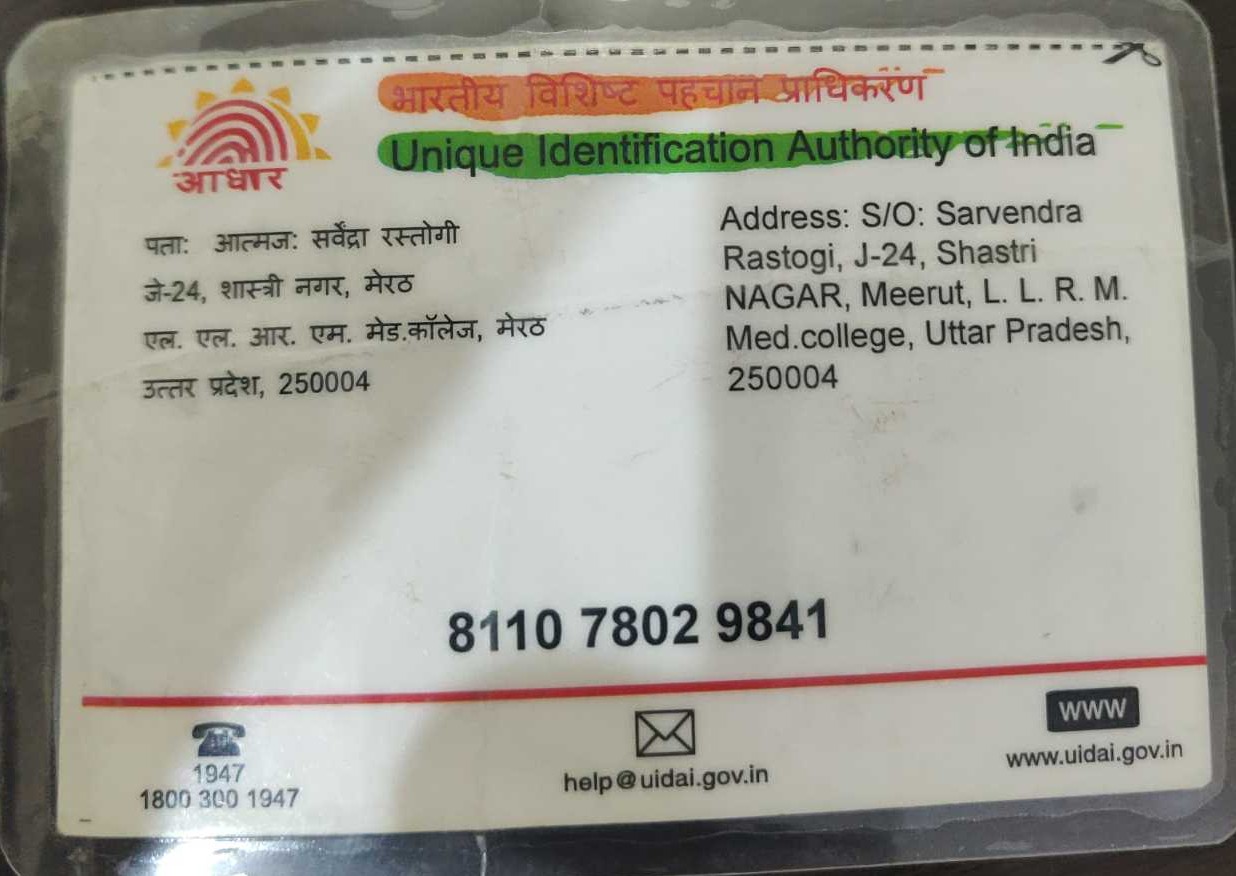 भारतीय विशिष्ट पहचान प्राधिकरण
Unique Identification Authority of India
आधार
पता: आत्मज: सर्वेंद्रा रस्तोगी
जे-24, शास्त्री नगर, मेरठ
एल. एल. आर. एम. मेड.कॉलेज, मेरठ
उत्तर प्रदेश, 250004
Address: S/O: Sarvendra
Rastogi, J-24, Shastri
NAGAR, Meerut, L. L. R. M.
Med.college, Uttar Pradesh,
250004
8110 7802 9841
1947
1800 300 1947
help@uidai.gov.in
WWW
www.uidai.gov.in